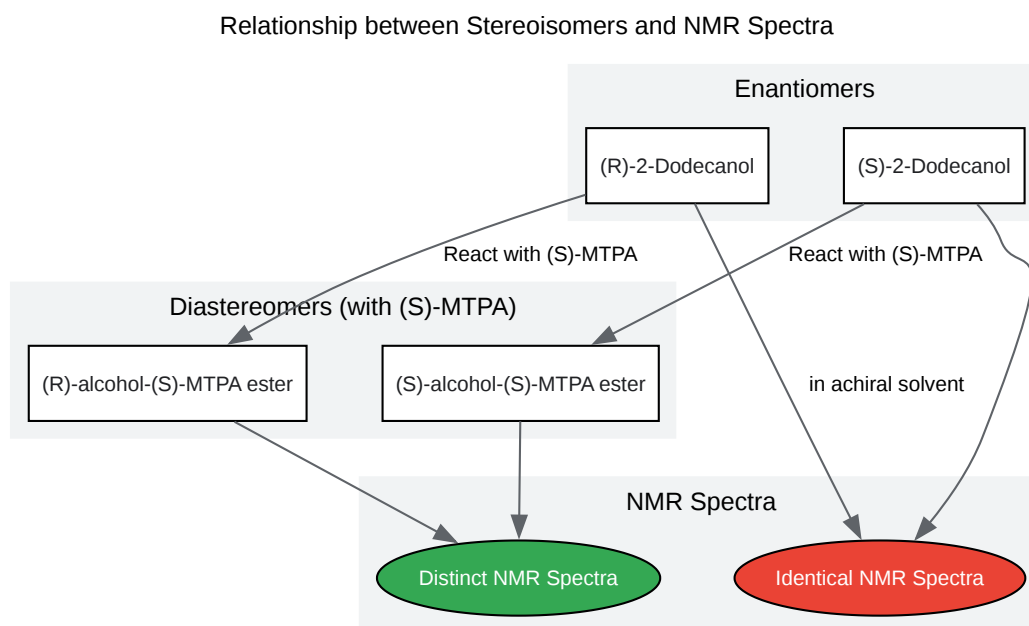 Relationship between Stereoisomers and NMR Spectra
Enantiomers
(R)-2-Dodecanol
(S)-2-Dodecanol
React with (S)-MTPA
React with (S)-MTPA
Diastereomers (with (S)-MTPA)
(R)-alcohol-(S)-MTPA ester
(S)-alcohol-(S)-MTPA ester
in achiral solvent
NMR Spectra
Distinct NMR Spectra
Identical NMR Spectra